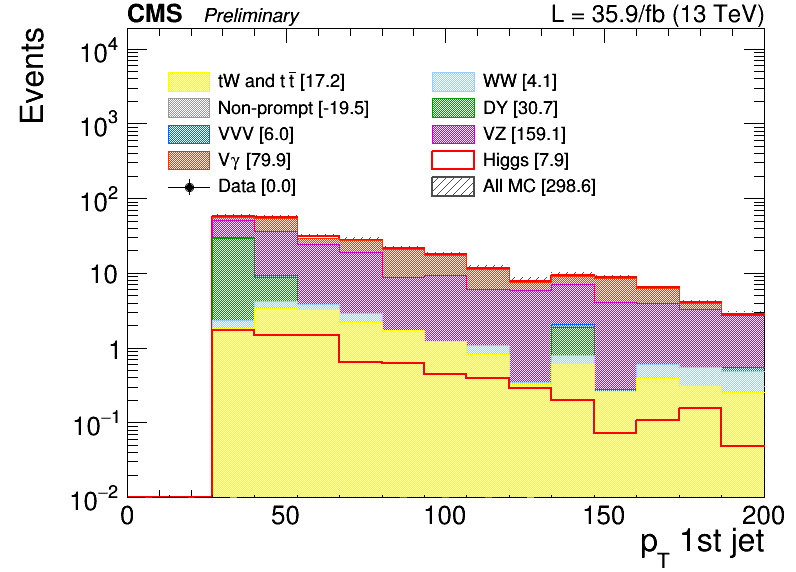 CMS Preliminary L = 35.9/fb (13 TeV)
Events
10⁴
10³
10²
10
1
10⁻¹
10⁻²
tW and tt̅ [17.2] WW [4.1]
Non-prompt [-19.5] DY [30.7]
VVV [6.0] VZ [159.1]
Vγ [79.9] Higgs [7.9]
Data [0.0] All MC [298.6]
0 50 100 150 200
p_T 1st jet